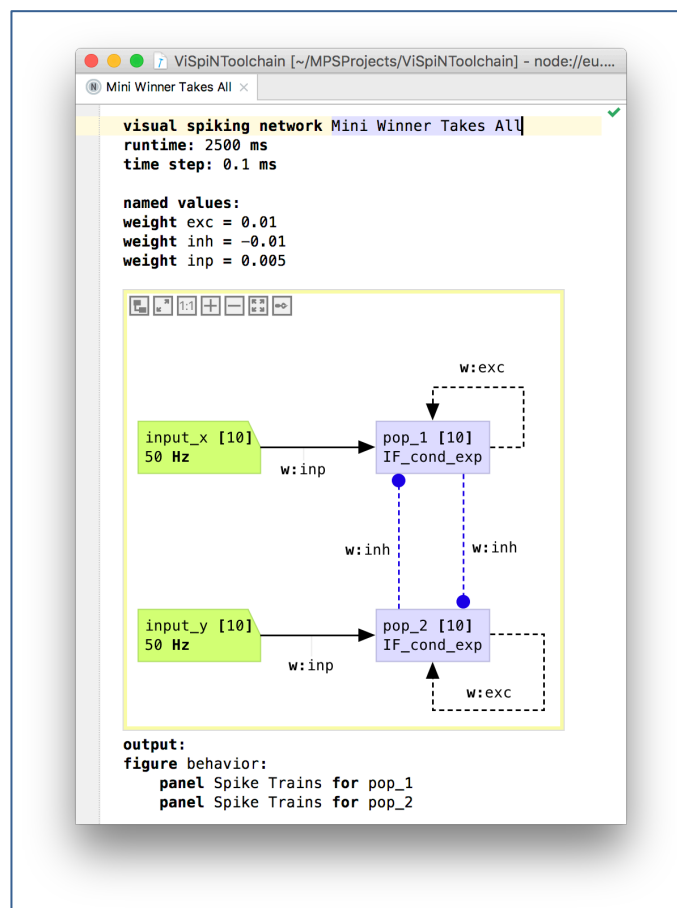 ViSpiNToolchain [~/MPSProjects/ViSpiNToolchain] - node://eu....
N Mini Winner Takes All
visual spiking network Mini Winner Takes All
runtime: 2500 ms
time step: 0.1 ms
named values:
weight exc = 0.01
weight inh = −0.01
weight inp = 0.005
1:1
w:exc
input_x [10]
50 Hz
w:inp
pop_1 [10]
IF_cond_exp
w:inh
w:inh
input_y [10]
50 Hz
w:inp
pop_2 [10]
IF_cond_exp
w:exc
output:
figure behavior:
panel Spike Trains for pop_1
panel Spike Trains for pop_2